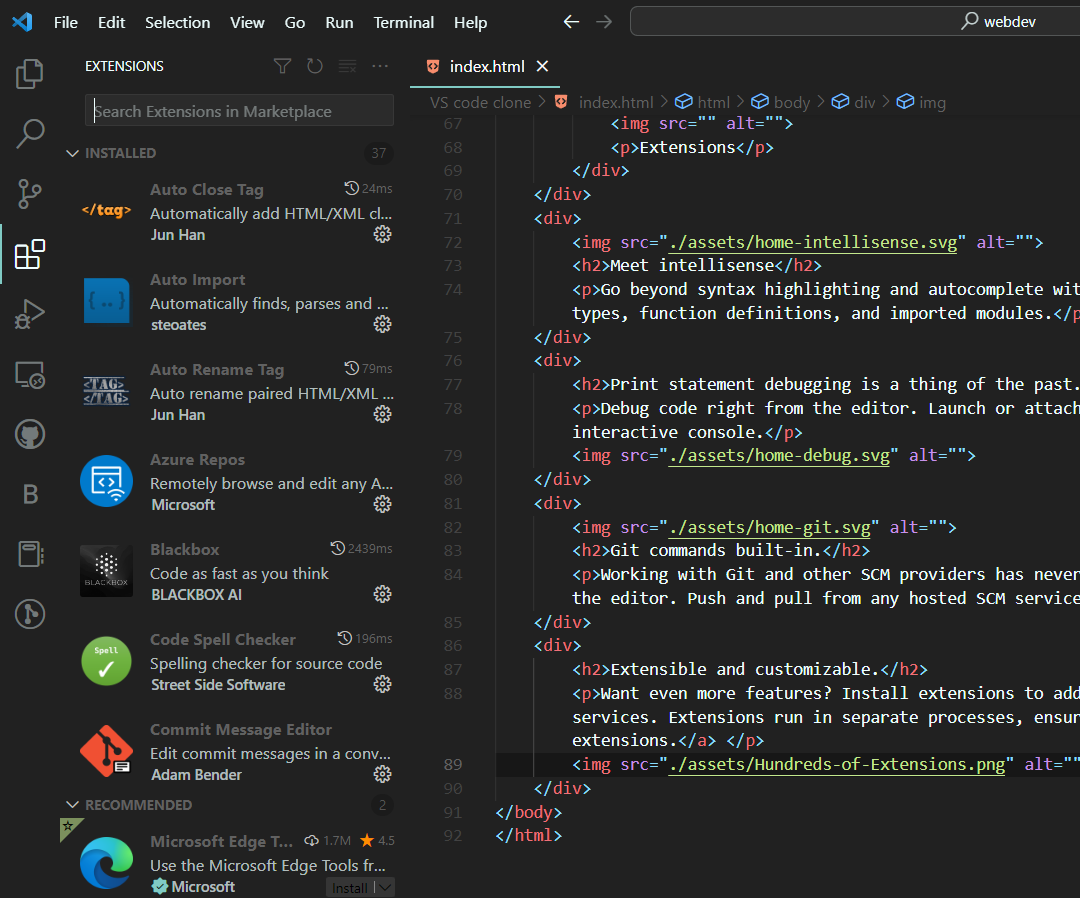 File Edit Selection View Go Run Terminal Help
webdev
EXTENSIONS
Search Extensions in Marketplace
INSTALLED 37
</tag>
Auto Close Tag 24ms
Automatically add HTML/XML cl...
Jun Han
{ .. }
Auto Import
Automatically finds, parses and ...
steoates
<TAG>
</TAG>
Auto Rename Tag 79ms
Auto rename paired HTML/XML ...
Jun Han
Azure Repos
Remotely browse and edit any A...
Microsoft
B
BLACKBOX
Blackbox 2439ms
Code as fast as you think
BLACKBOX AI
Spell
Code Spell Checker 196ms
Spelling checker for source code
Street Side Software
Commit Message Editor
Edit commit messages in a conv...
Adam Bender
RECOMMENDED 2
Microsoft Edge T... 1.7M 4.5
Use the Microsoft Edge Tools fr...
Microsoft
Install
index.html
VS code clone > index.html > html > body > div > img
67 <img src="" alt="">
68 <p>Extensions</p>
69 </div>
70 </div>
71 <div>
72 <img src="./assets/home-intellisense.svg" alt="">
73 <h2>Meet intellisense</h2>
74 <p>Go beyond syntax highlighting and autocomplete wit
types, function definitions, and imported modules.</p
75 </div>
76 <div>
77 <h2>Print statement debugging is a thing of the past.
78 <p>Debug code right from the editor. Launch or attach
interactive console.</p>
79 <img src="./assets/home-debug.svg" alt="">
80 </div>
81 <div>
82 <img src="./assets/home-git.svg" alt="">
83 <h2>Git commands built-in.</h2>
84 <p>Working with Git and other SCM providers has never
the editor. Push and pull from any hosted SCM service
85 </div>
86 <div>
87 <h2>Extensible and customizable.</h2>
88 <p>Want even more features? Install extensions to add
services. Extensions run in separate processes, ensur
extensions.</a> </p>
89 <img src="./assets/Hundreds-of-Extensions.png" alt=""
90 </div>
91 </body>
92 </html>